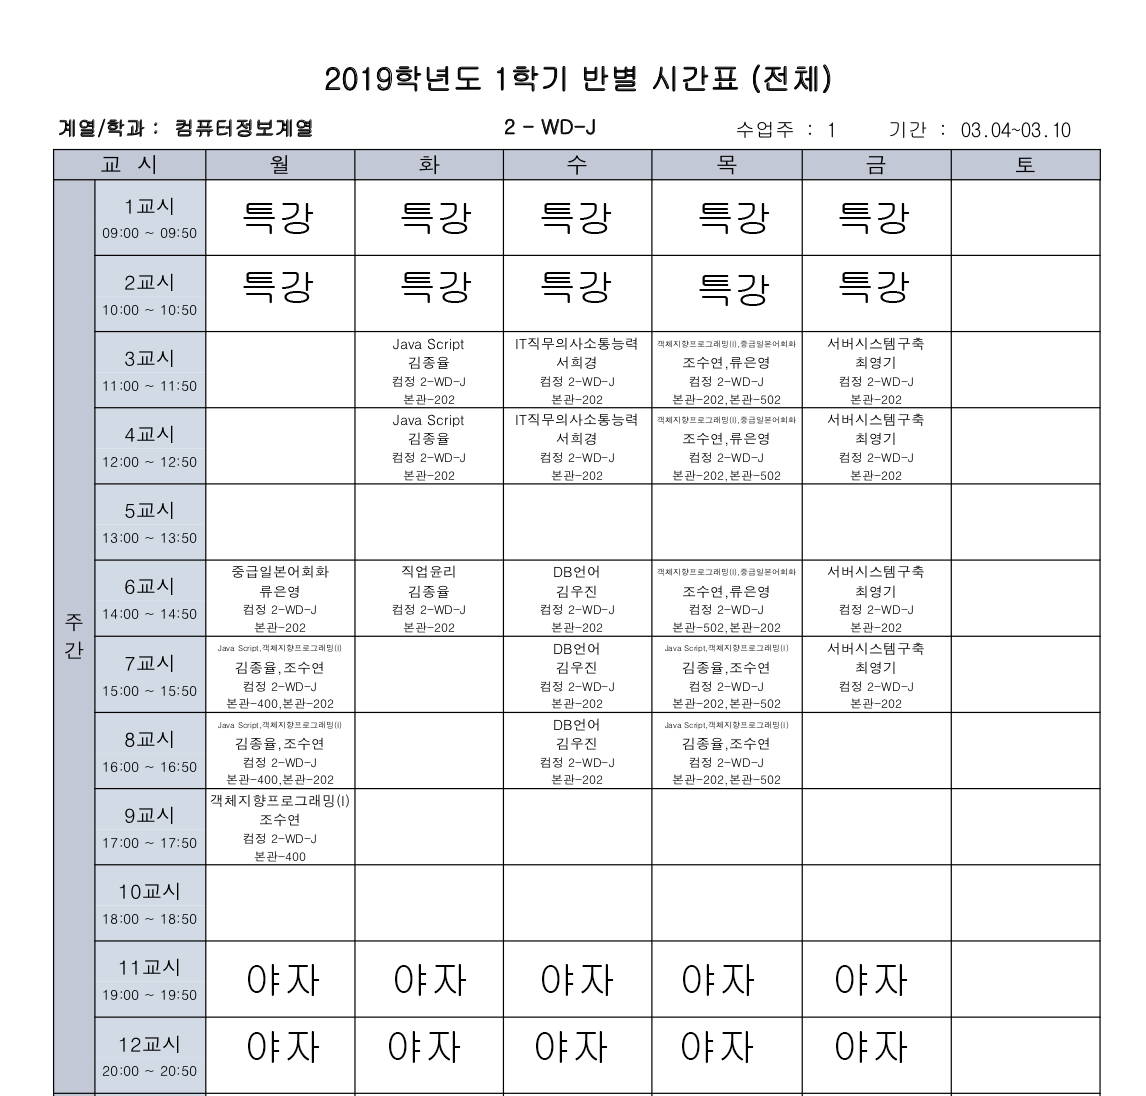 2019학년도 1학기 반별 시간표 (전체)
계열/학과 : 컴퓨터정보계열 2 - WD-J 수업주 : 1 기간 : 03.04~03.10
교 시 월 화 수 목 금 토
주간
1교시
09:00 ~ 09:50
특강 특강 특강 특강 특강
2교시
10:00 ~ 10:50
특강 특강 특강 특강 특강
3교시
11:00 ~ 11:50
Java Script IT직무의사소통능력 객체지향프로그래밍(I),중급일본어회화 서버시스템구축
김종율 서희경 조수연,류은영 최영기
컴정 2-WD-J 컴정 2-WD-J 컴정 2-WD-J 컴정 2-WD-J
본관-202 본관-202 본관-202,본관-502 본관-202
4교시
12:00 ~ 12:50
Java Script IT직무의사소통능력 객체지향프로그래밍(I),중급일본어회화 서버시스템구축
김종율 서희경 조수연,류은영 최영기
컴정 2-WD-J 컴정 2-WD-J 컴정 2-WD-J 컴정 2-WD-J
본관-202 본관-202 본관-202,본관-502 본관-202
5교시
13:00 ~ 13:50
6교시
14:00 ~ 14:50
중급일본어회화 직업윤리 DB언어 객체지향프로그래밍(I),중급일본어회화 서버시스템구축
류은영 김종율 김우진 조수연,류은영 최영기
컴정 2-WD-J 컴정 2-WD-J 컴정 2-WD-J 컴정 2-WD-J 컴정 2-WD-J
본관-202 본관-202 본관-202 본관-502,본관-202 본관-202
7교시
15:00 ~ 15:50
Java Script,객체지향프로그래밍(I) DB언어 Java Script,객체지향프로그래밍(I) 서버시스템구축
김종율,조수연 김우진 김종율,조수연 최영기
컴정 2-WD-J 컴정 2-WD-J 컴정 2-WD-J 컴정 2-WD-J
본관-400,본관-202 본관-202 본관-202,본관-502 본관-202
8교시
16:00 ~ 16:50
Java Script,객체지향프로그래밍(I) DB언어 Java Script,객체지향프로그래밍(I)
김종율,조수연 김우진 김종율,조수연
컴정 2-WD-J 컴정 2-WD-J 컴정 2-WD-J
본관-400,본관-202 본관-202 본관-202,본관-502
9교시
17:00 ~ 17:50
객체지향프로그래밍(I)
조수연
컴정 2-WD-J
본관-400
10교시
18:00 ~ 18:50
11교시
19:00 ~ 19:50
야자 야자 야자 야자 야자
12교시
20:00 ~ 20:50
야자 야자 야자 야자 야자